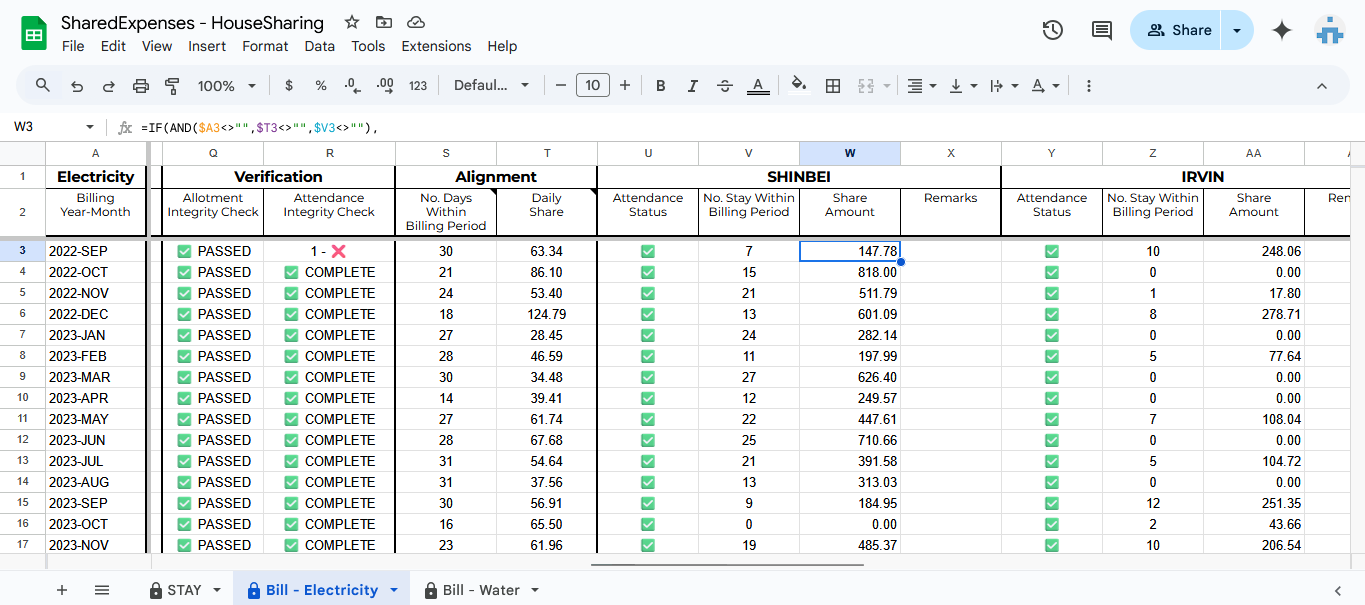 SharedExpenses - HouseSharing
File Edit View Insert Format Data Tools Extensions Help
Share
100% $ % .0 .00 123 Defaul... − 10 + B I A A
W3 fx =IF(AND($A3<>"",$T3<>"",$V3<>""),
A Q R S T U V W X Y Z AA
1 Electricity Verification Alignment SHINBEI IRVIN
2 Billing Year-Month Allotment Integrity Check Attendance Integrity Check No. Days Within Billing Period Daily Share Attendance Status No. Stay Within Billing Period Share Amount Remarks Attendance Status No. Stay Within Billing Period Share Amount
3 2022-SEP ✅ PASSED 1 - ❌ 30 63.34 ✅ 7 147.78 ✅ 10 248.06
4 2022-OCT ✅ PASSED ✅ COMPLETE 21 86.10 ✅ 15 818.00 ✅ 0 0.00
5 2022-NOV ✅ PASSED ✅ COMPLETE 24 53.40 ✅ 21 511.79 ✅ 1 17.80
6 2022-DEC ✅ PASSED ✅ COMPLETE 18 124.79 ✅ 13 601.09 ✅ 8 278.71
7 2023-JAN ✅ PASSED ✅ COMPLETE 27 28.45 ✅ 24 282.14 ✅ 0 0.00
8 2023-FEB ✅ PASSED ✅ COMPLETE 28 46.59 ✅ 11 197.99 ✅ 5 77.64
9 2023-MAR ✅ PASSED ✅ COMPLETE 30 34.48 ✅ 27 626.40 ✅ 0 0.00
10 2023-APR ✅ PASSED ✅ COMPLETE 14 39.41 ✅ 12 249.57 ✅ 0 0.00
11 2023-MAY ✅ PASSED ✅ COMPLETE 27 61.74 ✅ 22 447.61 ✅ 7 108.04
12 2023-JUN ✅ PASSED ✅ COMPLETE 28 67.68 ✅ 25 710.66 ✅ 0 0.00
13 2023-JUL ✅ PASSED ✅ COMPLETE 31 54.64 ✅ 21 391.58 ✅ 5 104.72
14 2023-AUG ✅ PASSED ✅ COMPLETE 31 37.56 ✅ 13 313.03 ✅ 0 0.00
15 2023-SEP ✅ PASSED ✅ COMPLETE 30 56.91 ✅ 9 184.95 ✅ 12 251.35
16 2023-OCT ✅ PASSED ✅ COMPLETE 16 65.50 ✅ 0 0.00 ✅ 2 43.66
17 2023-NOV ✅ PASSED ✅ COMPLETE 23 61.96 ✅ 19 485.37 ✅ 10 206.54
+ STAY Bill - Electricity Bill - Water